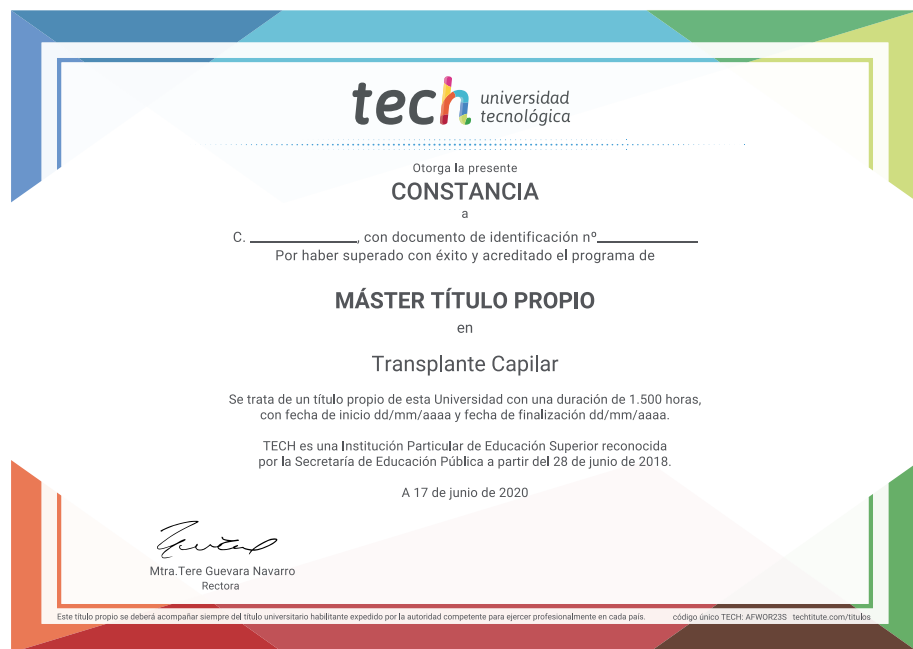 tech universidad
tecnológica
Otorga la presente
CONSTANCIA
a
C. ____________, con documento de identificación nº____________
Por haber superado con éxito y acreditado el programa de
MÁSTER TÍTULO PROPIO
en
Transplante Capilar
Se trata de un título propio de esta Universidad con una duración de 1.500 horas,
con fecha de inicio dd/mm/aaaa y fecha de finalización dd/mm/aaaa.
TECH es una Institución Particular de Educación Superior reconocida
por la Secretaría de Educación Pública a partir del 28 de junio de 2018.
A 17 de junio de 2020
Mtra.Tere Guevara Navarro
Rectora
Este título propio se deberá acompañar siempre del título universitario habilitante expedido por la autoridad competente para ejercer profesionalmente en cada país. código único TECH: AFWOR23S techtitute.com/titulos